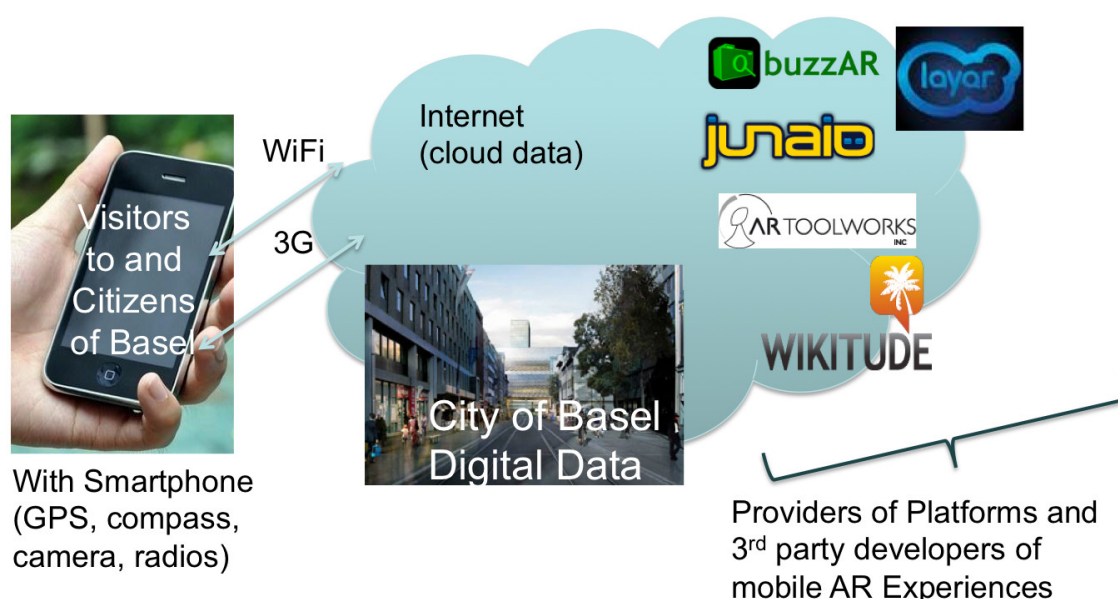 Visitors
to and
Citizens
of Basel
With Smartphone
(GPS, compass,
camera, radios)
WiFi
3G
Internet
(cloud data)
City of Basel
Digital Data
buzzAR
layar
junaio
ARTOOLWORKS
INC
WIKITUDE
Providers of Platforms and
3rd party developers of
mobile AR Experiences